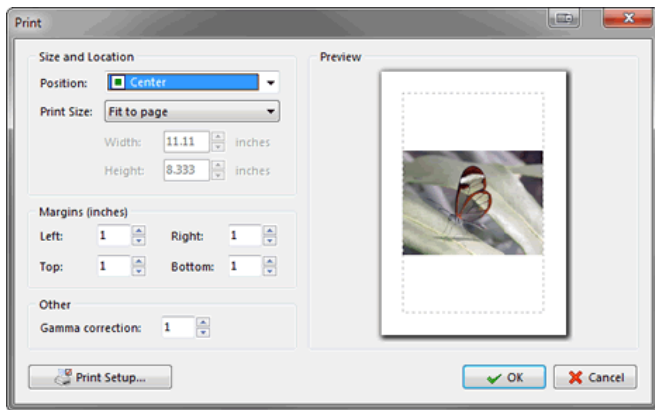 Print
Size and Location
Position: Center
Print Size: Fit to page
Width: 11.11 inches
Height: 8.333 inches
Margins (inches)
Left: 1 Right: 1
Top: 1 Bottom: 1
Other
Gamma correction: 1
Print Setup...
Preview
OK Cancel